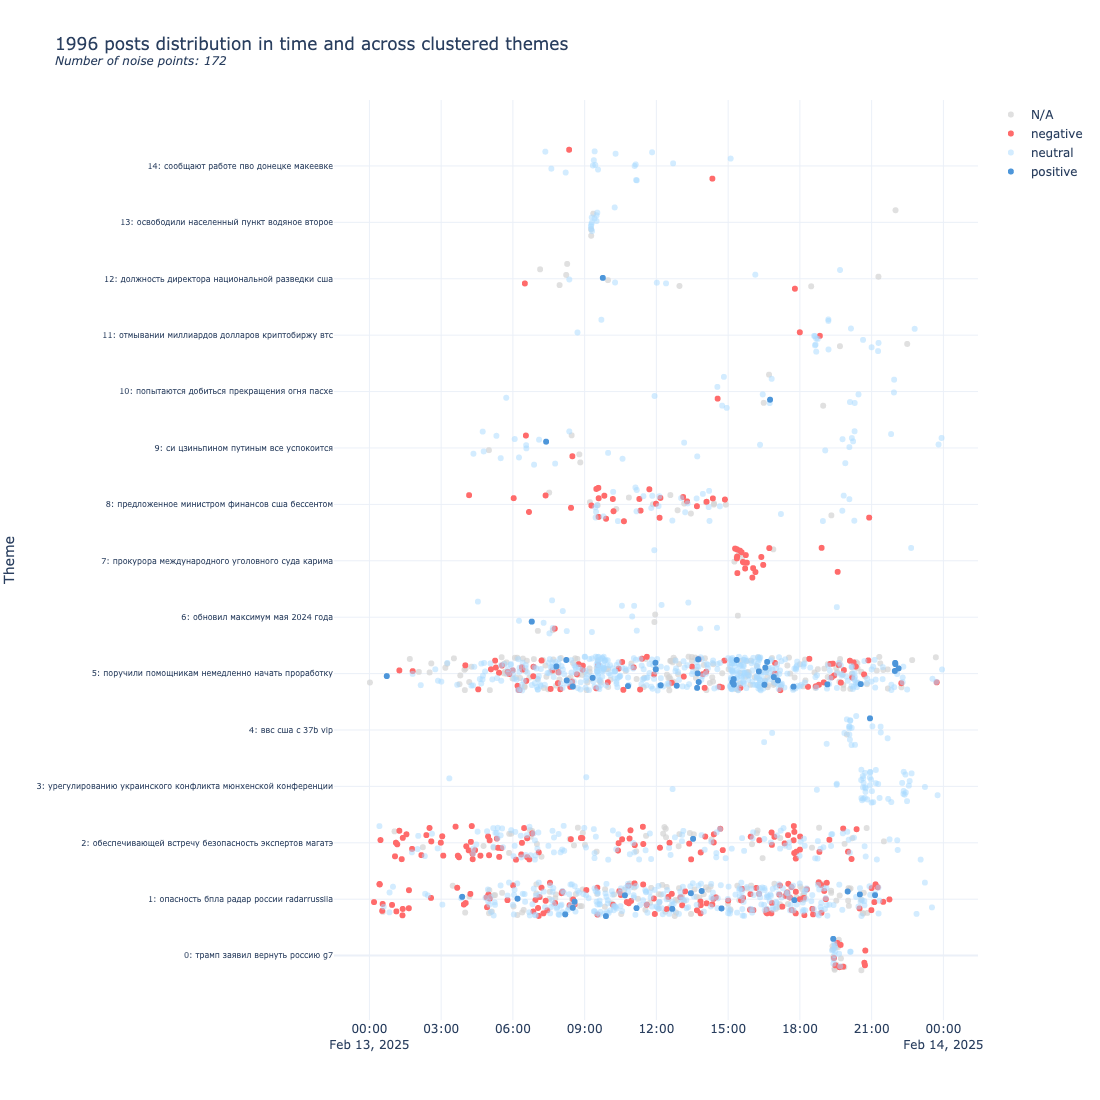 1996 posts distribution in time and across clustered themes
Number of noise points: 172
N/A
negative
neutral
positive
Theme
14: сообщают работе пво донецке макеевке
13: освободили населенный пункт водяное второе
12: должность директора национальной разведки сша
11: отмывании миллиардов долларов криптобиржу втс
10: попытаются добиться прекращения огня пасхе
9: си цзиньпином путиным все успокоится
8: предложенное министром финансов сша бессентом
7: прокурора международного уголовного суда карима
6: обновил максимум мая 2024 года
5: поручили помощникам немедленно начать проработку
4: ввс сша с 37b vip
3: урегулированию украинского конфликта мюнхенской конференции
2: обеспечивающей встречу безопасность экспертов магатэ
1: опасность бпла радар россии radarrussiia
0: трамп заявил вернуть россию g7
00:00 03:00 06:00 09:00 12:00 15:00 18:00 21:00 00:00
Feb 13, 2025 Feb 14, 2025